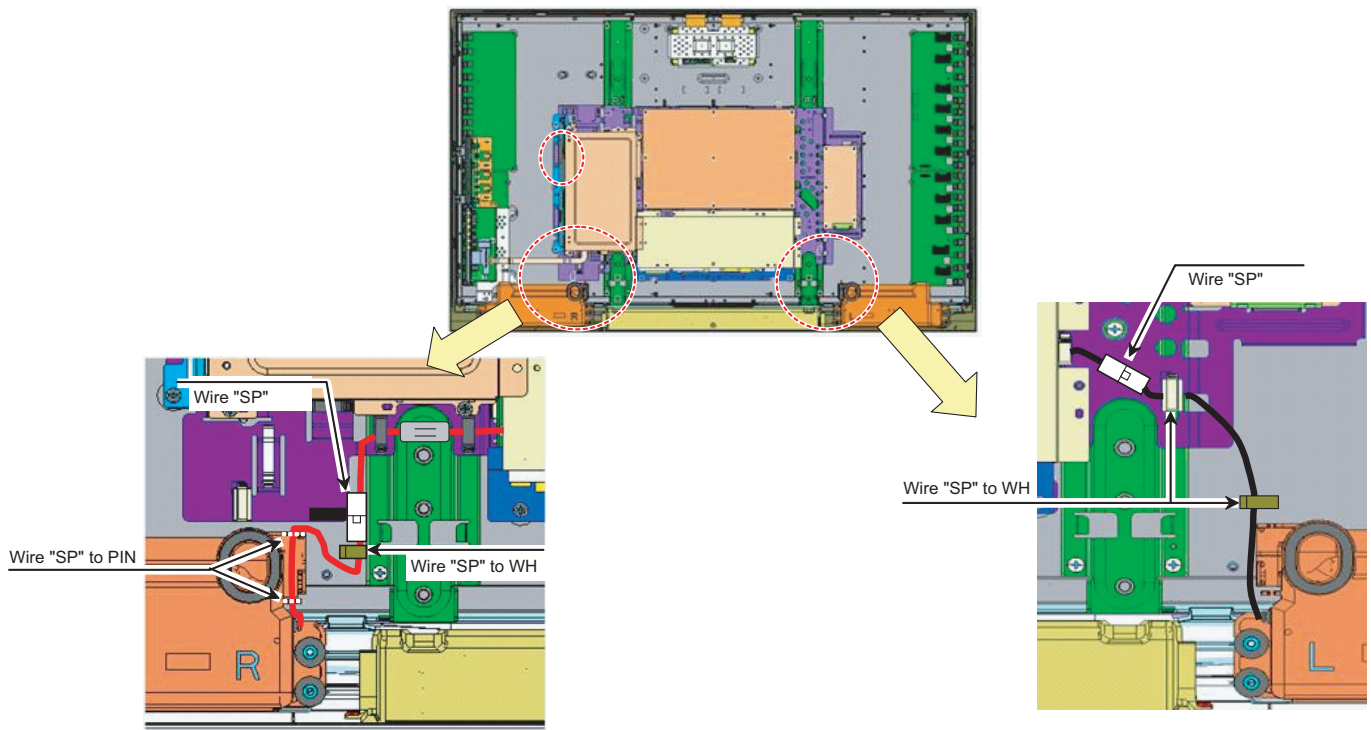 R
L
Wire "SP"
Wire "SP" to PIN
Wire "SP" to WH
R
Wire "SP"
Wire "SP" to WH
L